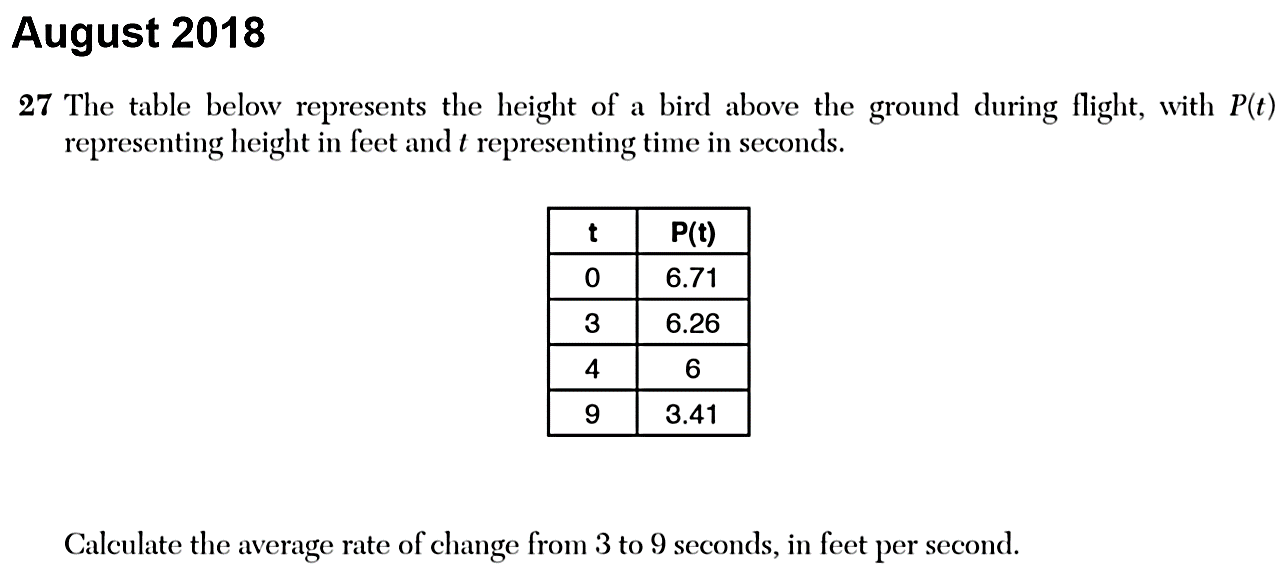 August 2018
27 The table below represents the height of a bird above the ground during flight, with P(t)
representing height in feet and t representing time in seconds.
t P(t)
0 6.71
3 6.26
4 6
9 3.41
Calculate the average rate of change from 3 to 9 seconds, in feet per second.